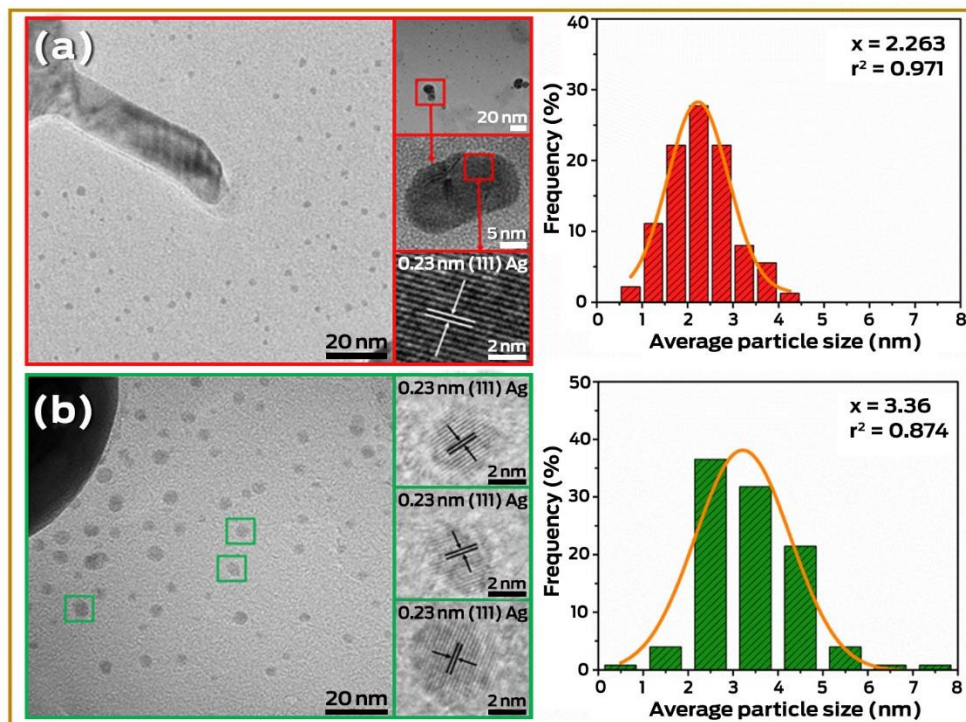 (a)
20 nm
20 nm
5 nm
0.23 nm (111) Ag
2 nm
x = 2.263
r² = 0.971
Frequency (%)
40
30
20
10
0
0 1 2 3 4 5 6 7 8
Average particle size (nm)
(b)
20 nm
0.23 nm (111) Ag
2 nm
0.23 nm (111) Ag
2 nm
0.23 nm (111) Ag
2 nm
x = 3.36
r² = 0.874
Frequency (%)
50
40
30
20
10
0
0 1 2 3 4 5 6 7 8
Average particle size (nm)